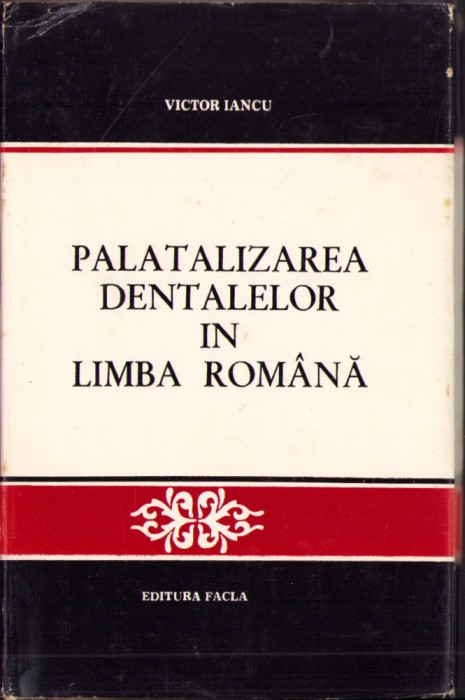 VICTOR IANCU
PALATALIZAREA
DENTALELOR
IN
LIMBA ROMÂNĂ
EDITURA FACLA